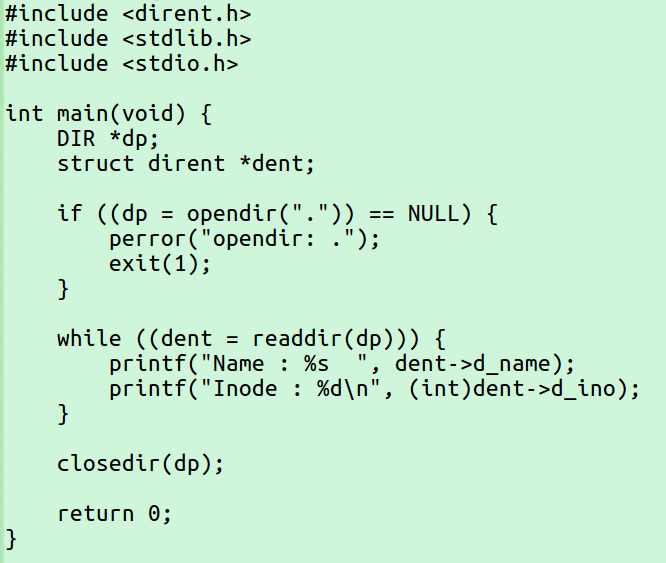 #include <dirent.h>
#include <stdlib.h>
#include <stdio.h>

int main(void) {
    DIR *dp;
    struct dirent *dent;

    if ((dp = opendir(".")) == NULL) {
        perror("opendir: .");
        exit(1);
    }

    while ((dent = readdir(dp))) {
        printf("Name : %s  ", dent->d_name);
        printf("Inode : %d\n", (int)dent->d_ino);
    }

    closedir(dp);

    return 0;
}